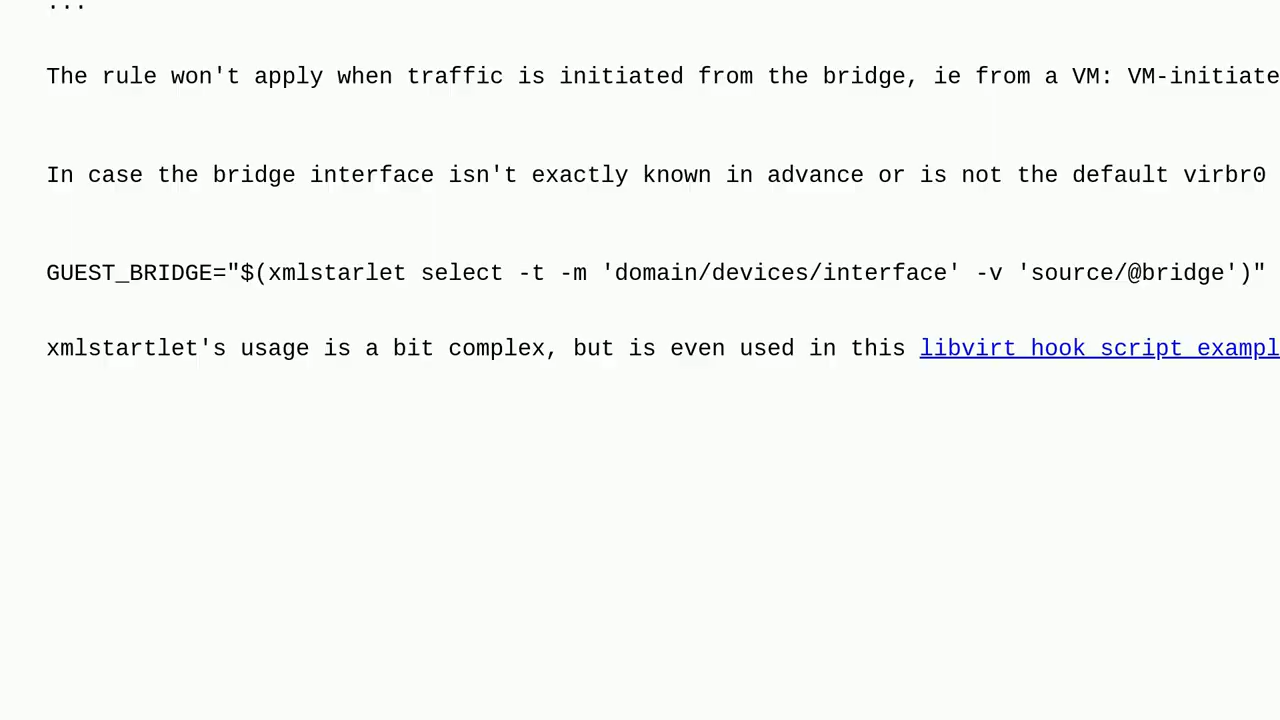 ...
The rule won't apply when traffic is initiated from the bridge, ie from a VM: VM-initiate
In case the bridge interface isn't exactly known in advance or is not the default virbr0
GUEST_BRIDGE="$(xmlstarlet select -t -m 'domain/devices/interface' -v 'source/@bridge')"
xmlstartlet's usage is a bit complex, but is even used in this libvirt hook script exampl